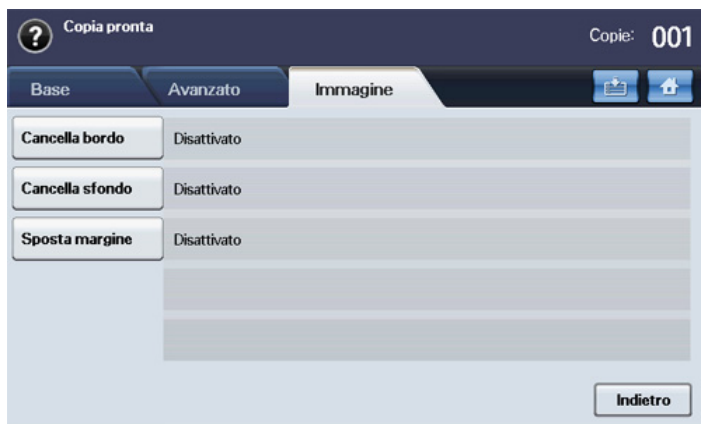 Copia pronta
Copie: 001
Base Avanzato Immagine
Cancella bordo Disattivato
Cancella sfondo Disattivato
Sposta margine Disattivato
Indietro